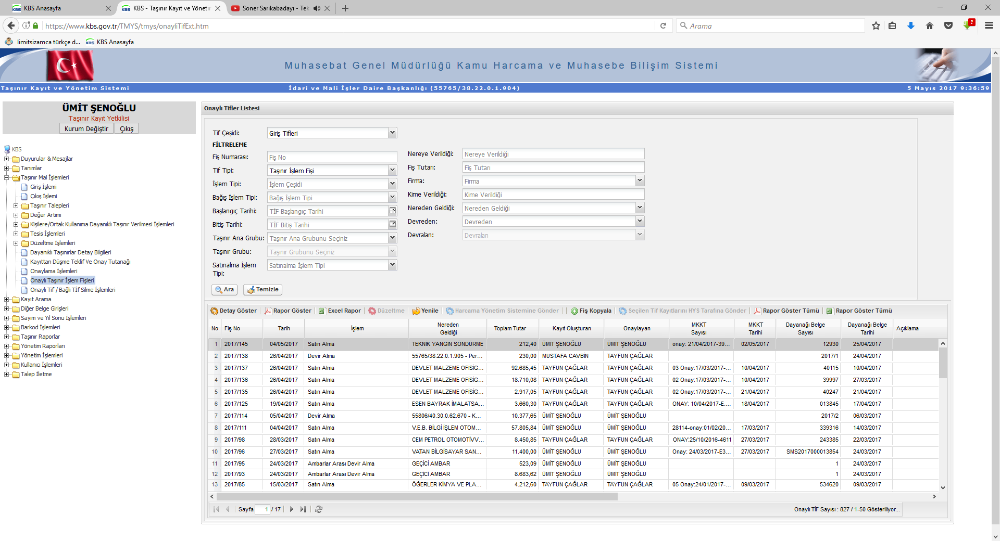 KBS Anasayfa
KBS - Taşınır Kayıt ve Yönetim
Soner Sarıkabadayı - Tek
https://www.kbs.gov.tr/TMYS/tmys/onayliTifExt.htm
Arama
limitsizamca türkçe d...
KBS Anasayfa
Muhasebat Genel Müdürlüğü Kamu Harcama ve Muhasebe Bilişim Sistemi
Taşınır Kayıt ve Yönetim Sistemi
İdari ve Mali İşler Daire Başkanlığı (55765/38.22.0.1.904)
5 Mayıs 2017 9:36:59
ÜMİT ŞENOĞLU
Taşınır Kayıt Yetkilisi
Kurum Değiştir
Çıkış
KBS
Duyurular & Mesajlar
Tanımlar
Taşınır Mal İşlemleri
Giriş İşlemi
Çıkış İşlemi
Taşınır Talepleri
Değer Artımı
Kişilere/Ortak Kullanıma Dayanıklı Taşınır Verilmesi İşlemleri
Tesis İşlemleri
Düzeltme İşlemleri
Dayanıklı Taşınırlar Detay Bilgileri
Kayıttan Düşme Teklif Ve Onay Tutanağı
Onaylama İşlemleri
Onaylı Taşınır İşlem Fişleri
Onaylı Tif / Bağlı Tİf Silme İşlemleri
Kayıt Arama
Diğer Belge Girişleri
Sayım ve Yıl Sonu İşlemleri
Barkod İşlemleri
Taşınır Raporlar
Yönetim Raporları
Yönetim İşlemleri
Kullanıcı İşlemleri
Talep İletme
Onaylı Tifler Listesi
Tif Çeşidi: Giriş Tifleri
FİLTRELEME
Fiş Numarası: Fiş No
Tif Tipi: Taşınır İşlem Fişi
İşlem Tipi: İşlem Çeşidi
Bağış İşlem Tipi: Bağış İşlem Tipi
Başlangıç Tarihi: TİF Başlangıç Tarihi
Bitiş Tarihi: TİF Bitiş Tarihi
Taşınır Ana Grubu: Taşınır Ana Grubunu Seçiniz
Taşınır Grubu: Taşınır Grubunu Seçiniz
Satınalma İşlem Tipi: Satınalma İşlem Tipi
Nereye Verildiği: Nereye Verildiği
Fiş Tutarı: Fiş Tutarı
Firma: Firma
Kime Verildiği: Kime Verildiği
Nereden Geldiği: Nereden Geldiği
Devreden: Devreden
Devralan: Devralan
Ara
Temizle
Detay Göster Rapor Göster Excel Rapor Düzeltme Yenile Harcama Yönetim Sistemine Gönder Fiş Kopyala Seçilen Tif Kayıtlarını HYS Tarafına Gönder Rapor Göster Tümü Rapor Göster Tümü
No Fiş No Tarih İşlem Nereden Geldiği Toplam Tutar Kayıt Oluşturan Onaylayan MKKT Sayısı MKKT Tarihi Dayanağı Belge Sayısı Dayanağı Belge Tarihi Açıklama
1 2017/145 04/05/2017 Satın Alma TEKNİK YANGIN SÖNDÜRME 212,40 ÜMİT ŞENOĞLU ÜMİT ŞENOĞLU onay: 21/04/2017-39... 02/05/2017 12930 25/04/2017
2 2017/138 26/04/2017 Devir Alma 55765/38.22.0.1.905 - Per... 230,00 MUSTAFA CAVBİN TAYFUN ÇAĞLAR 2017/1 24/04/2017
3 2017/137 26/04/2017 Satın Alma DEVLET MALZEME OFİSİG... 92.685,45 TAYFUN ÇAĞLAR TAYFUN ÇAĞLAR 03 Onay:17/03/2017-... 10/04/2017 40115 10/04/2017
4 2017/136 26/04/2017 Satın Alma DEVLET MALZEME OFİSİG... 18.710,08 TAYFUN ÇAĞLAR TAYFUN ÇAĞLAR 02 Onay:17/03/2017-... 10/04/2017 39997 27/03/2017
5 2017/135 26/04/2017 Satın Alma DEVLET MALZEME OFİSİG... 2.917,05 TAYFUN ÇAĞLAR TAYFUN ÇAĞLAR 02 Onay:17/03/2017-... 21/04/2017 40247 21/04/2017
6 2017/125 19/04/2017 Satın Alma ESEN BAYRAK İMALATSA... 3.660,30 TAYFUN ÇAĞLAR TAYFUN ÇAĞLAR ONAY: 10/04/2017-E... 18/04/2017 013845 17/04/2017
7 2017/114 05/04/2017 Devir Alma 55806/40.30.0.62.670 - K... 10.377,65 ÜMİT ŞENOĞLU ÜMİT ŞENOĞLU 2017/2 06/03/2017
8 2017/111 04/04/2017 Satın Alma V.E.B. BİLGİ İŞLEM OTOM... 57.805,84 ÜMİT ŞENOĞLU ÜMİT ŞENOĞLU 28114-onay:01/02/20... 17/03/2017 339316 14/03/2017
9 2017/98 28/03/2017 Satın Alma CEM PETROL OTOMOTİVV... 8.450,85 TAYFUN ÇAĞLAR TAYFUN ÇAĞLAR ONAY:25/10/2016-4611 27/03/2017 243385 22/03/2017
10 2017/96 27/03/2017 Satın Alma VATAN BİLGİSAYAR SAN... 11.400,00 ÜMİT ŞENOĞLU ÜMİT ŞENOĞLU Onay: 24/03/2017-E3... 27/03/2017 SMS2017000013854 24/03/2017
11 2017/95 24/03/2017 Ambarlar Arası Devir Alma GEÇİCİ AMBAR 523,09 ÜMİT ŞENOĞLU ÜMİT ŞENOĞLU 1 24/03/2017
12 2017/93 24/03/2017 Ambarlar Arası Devir Alma GEÇİCİ AMBAR 8.683,62 ÜMİT ŞENOĞLU ÜMİT ŞENOĞLU 1 24/03/2017
13 2017/85 15/03/2017 Satın Alma ÖĞERLER KİMYA VE PLA... 4.212,60 TAYFUN ÇAĞLAR TAYFUN ÇAĞLAR 05 Onay:24/01/2017-... 09/03/2017 534620 09/03/2017
Sayfa 1 / 17
Onaylı TİF Sayısı : 827 / 1-50 Gösteriliyor...